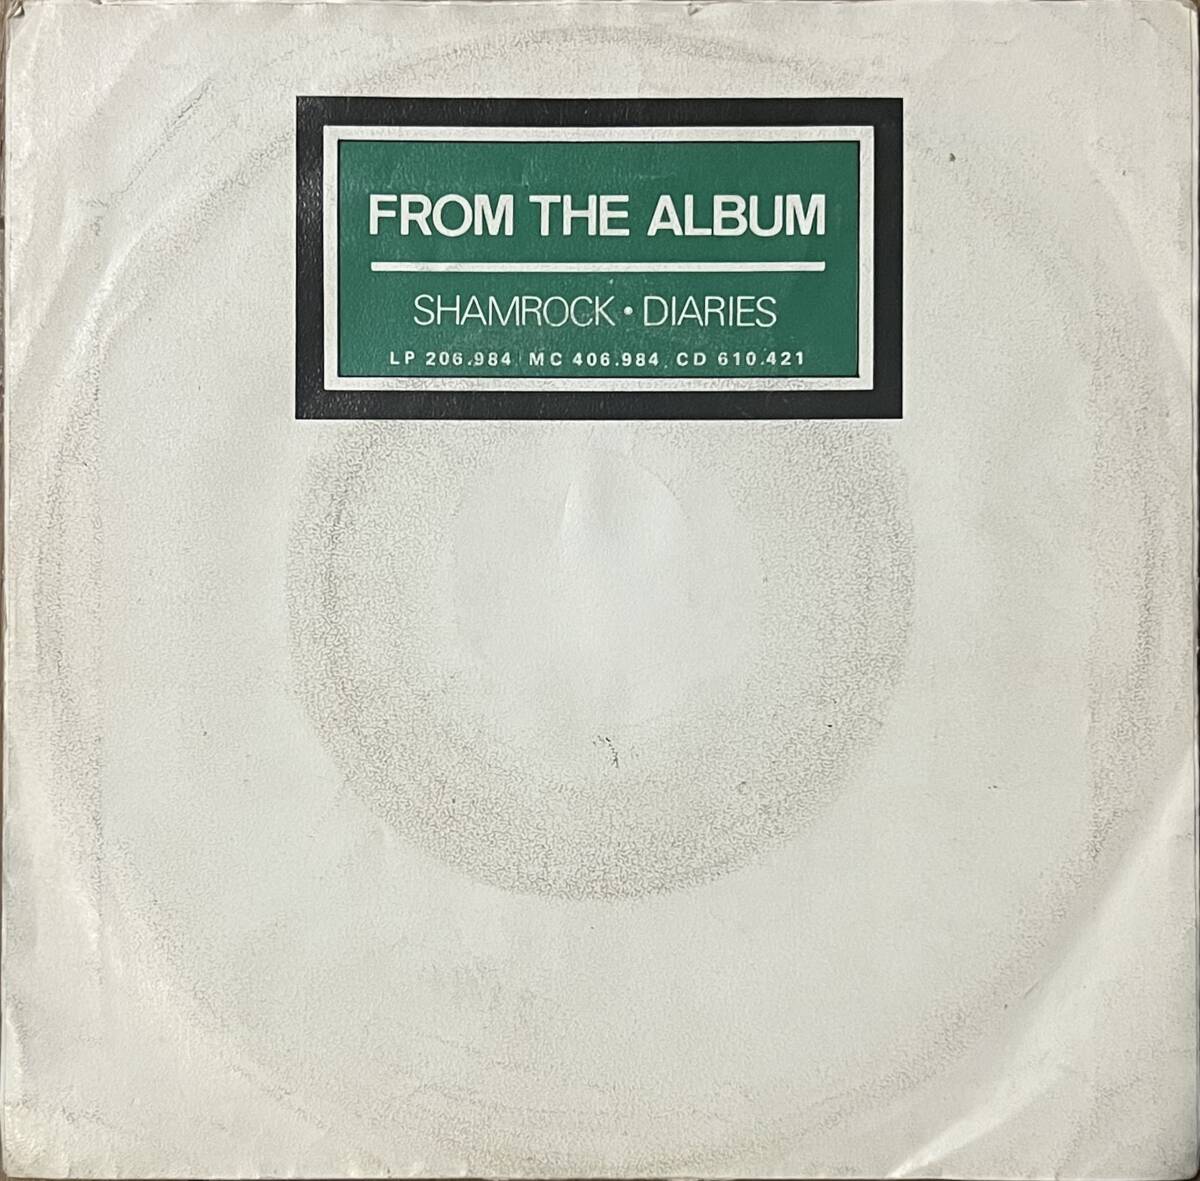 FROM THE ALBUM
SHAMROCK • DIARIES
LP 206.984 MC 406.984 CD 610.421